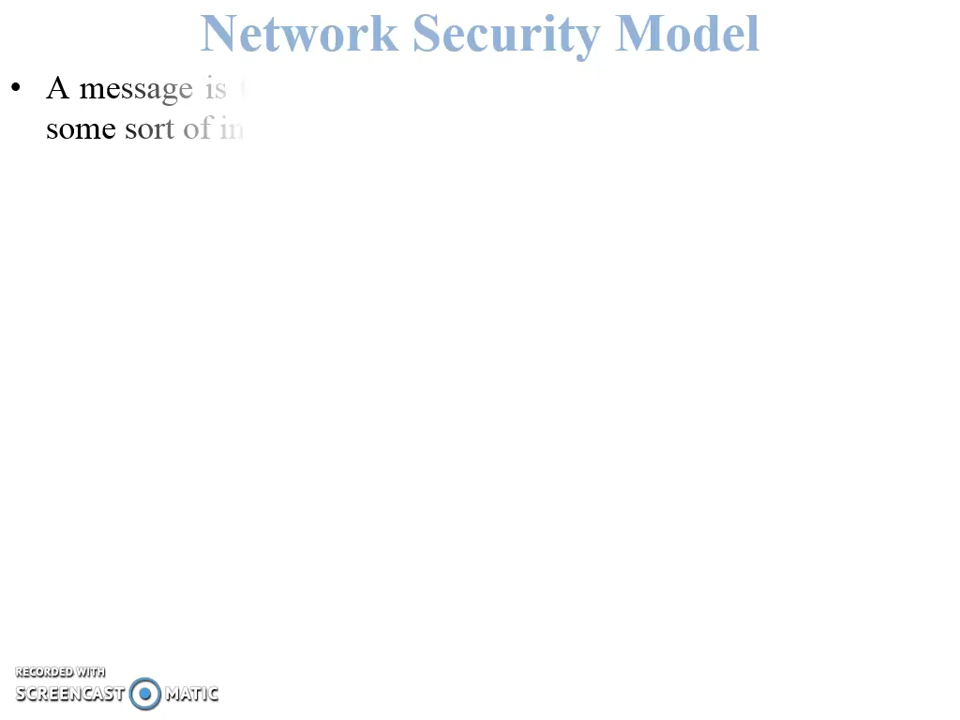 Network Security Model
• A message is
some sort of in
RECORDED WITH
SCREENCAST MATIC